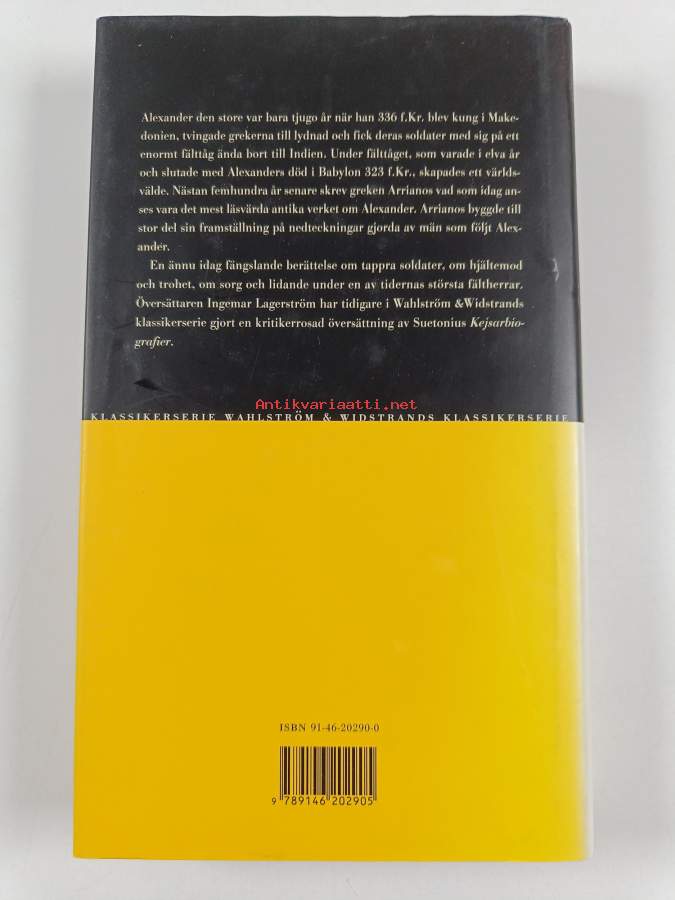 Alexander den store var bara tjugo år när han 336 f.Kr. blev kung i Make-
donien, tvingade grekerna till lydnad och fick deras soldater med sig på ett
enormt fälttåg ända bort till Indien. Under fälttåget, som varade i elva år
och slutade med Alexanders död i Babylon 323 f.Kr., skapades ett världs-
välde. Nästan femhundra år senare skrev greken Arrianos vad som idag an-
ses vara det mest läsvärda antika verket om Alexander. Arrianos byggde till
stor del sin framställning på nedteckningar gjorda av män som följt Alex-
ander.
En ännu idag fängslande berättelse om tappra soldater, om hjältemod
och trohet, om sorg och lidande under en av tidernas största fältherrar.
Översättaren Ingemar Lagerström har tidigare i Wahlström &Widstrands
klassikerserie gjort en kritikerrosad översättning av Suetonius Kejsarbio-
grafier.
Antikvariaatti.net
KLASSIKERSERIE WAHLSTRÖM & WIDSTRANDS KLASSIKERSERIE
ISBN 91-46-20290-0
9 789146 202905